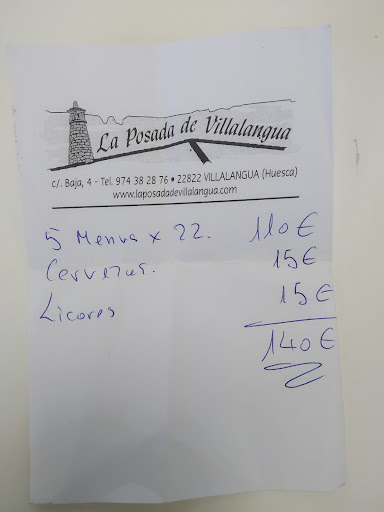 La Posada de Villalangua
c/. Baja, 4 - Tel. 974 38 28 76 • 22822 VILLALANGUA (Huesca)
www.laposadadevillalangua.com
5 Menus x 22. 110 €
Cervezas. 15 €
Licores 15 €
140 €